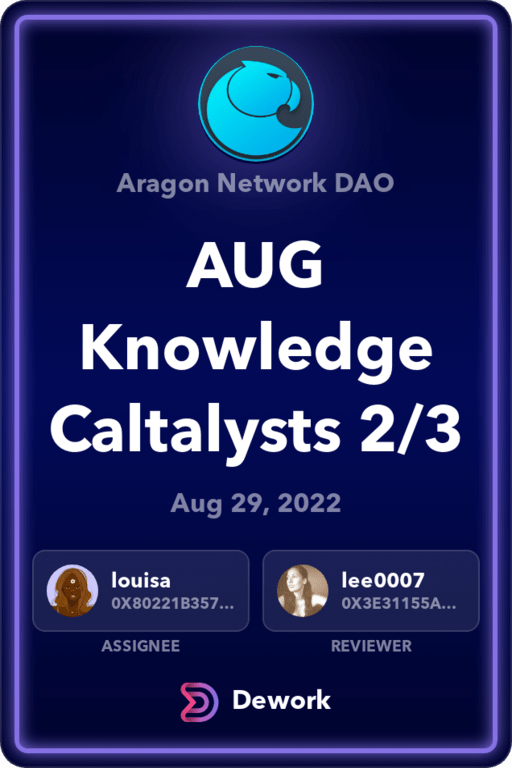 Aragon Network DAO
AUG
Knowledge
Caltalysts 2/3
Aug 29, 2022
louisa
0X80221B357...
ASSIGNEE
lee0007
0X3E31155A...
REVIEWER
Dework